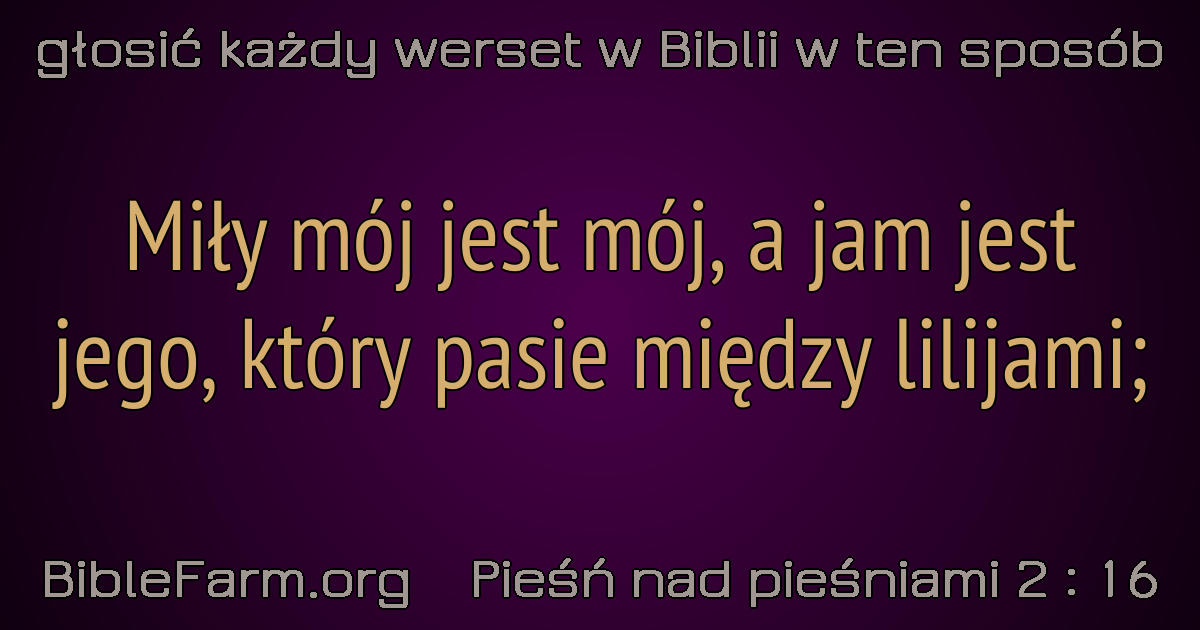 głosić każdy werset w Biblii w ten sposób
Miły mój jest mój, a jam jest
jego, który pasie między lilijami;
BibleFarm.org Pieśń nad pieśniami 2 : 16